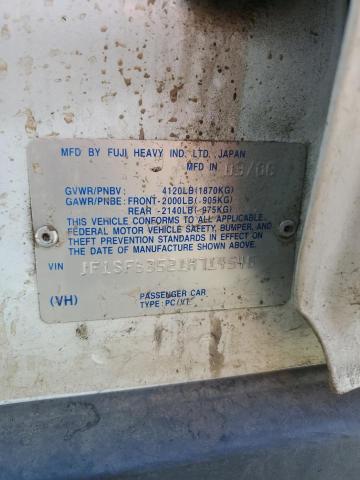 MFD BY FUJI HEAVY IND. LTD., JAPAN
MFD IN
GVWR/PNBV : 4120LB(1870KG)
GAWR/PNBE: FRONT-2000LB(-905KG)
REAR -2140LB(-975KG)
THIS VEHICLE CONFORMS TO ALL APPLICABLE
FEDERAL MOTOR VEHICLE SAFETY, BUMPER, AND
THEFT PREVENTION STANDARDS IN EFFECT ON
THE DATE OF MANUFACTURE SHOWN ABOVE.
VIN
(VH) PASSENGER CAR
TYPE: PC/VT